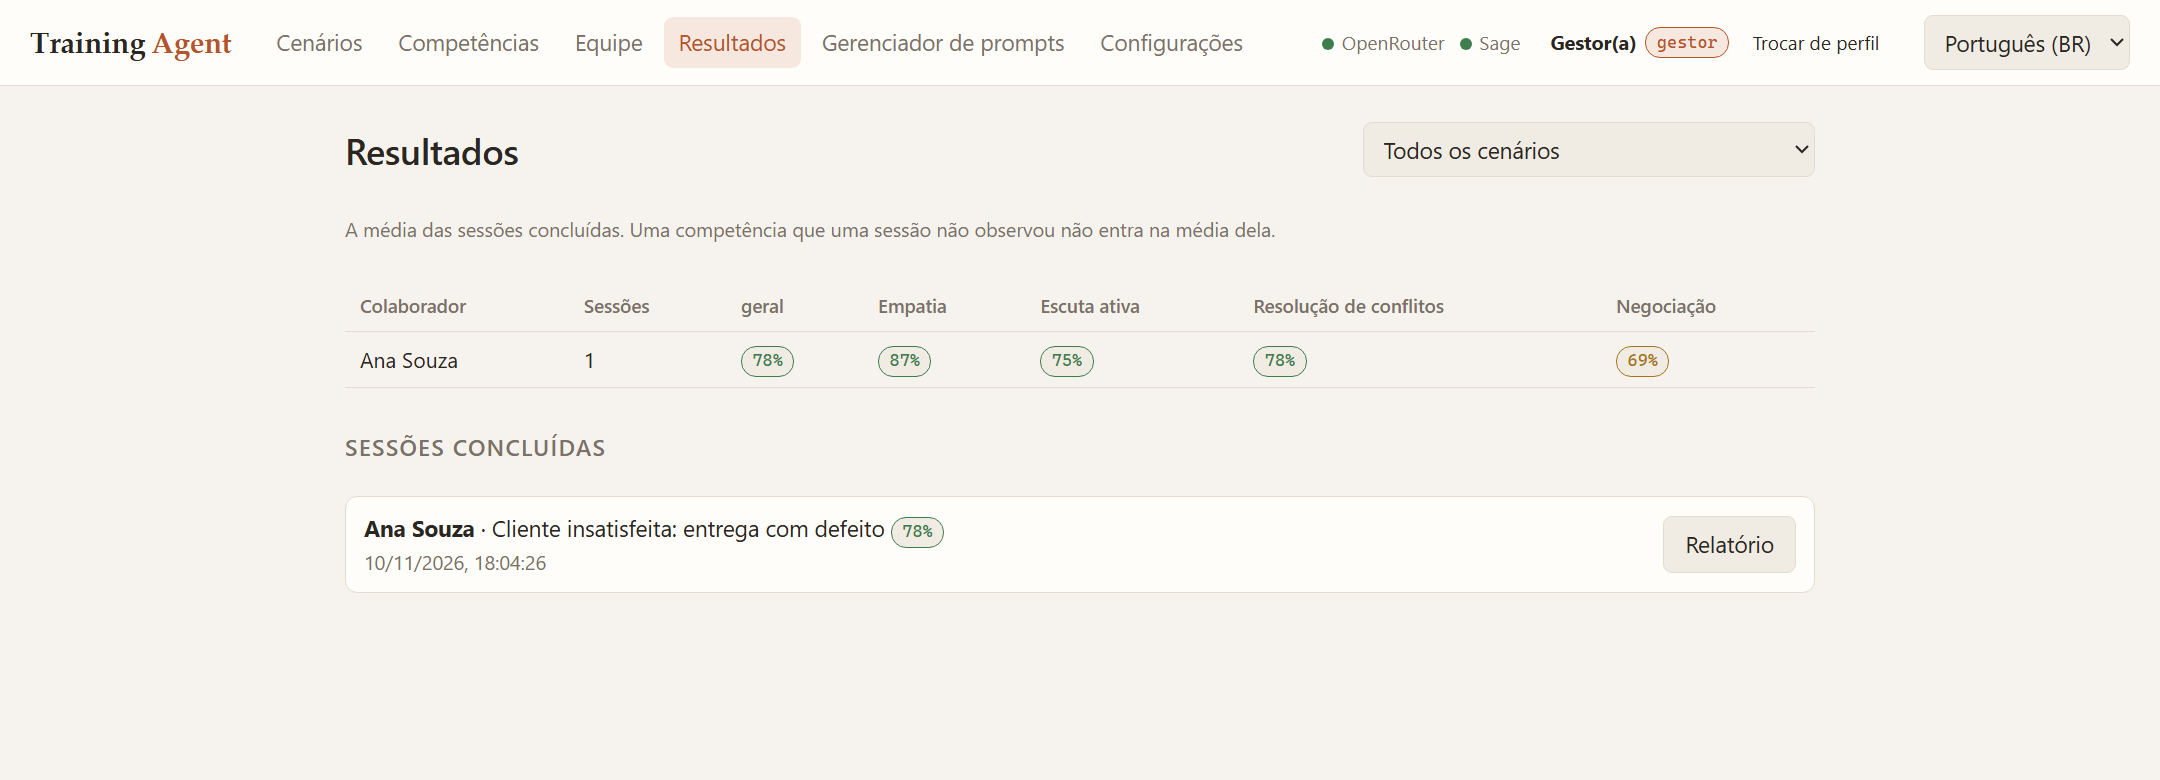 Training Agent Cenários Competências Equipe Resultados Gerenciador de prompts Configurações OpenRouter Sage Gestor(a) gestor Trocar de perfil Português (BR)
Resultados Todos os cenários
A média das sessões concluídas. Uma competência que uma sessão não observou não entra na média dela.
Colaborador Sessões geral Empatia Escuta ativa Resolução de conflitos Negociação
Ana Souza 1 78% 87% 75% 78% 69%
SESSÕES CONCLUÍDAS
Ana Souza · Cliente insatisfeita: entrega com defeito 78%
10/11/2026, 18:04:26
Relatório